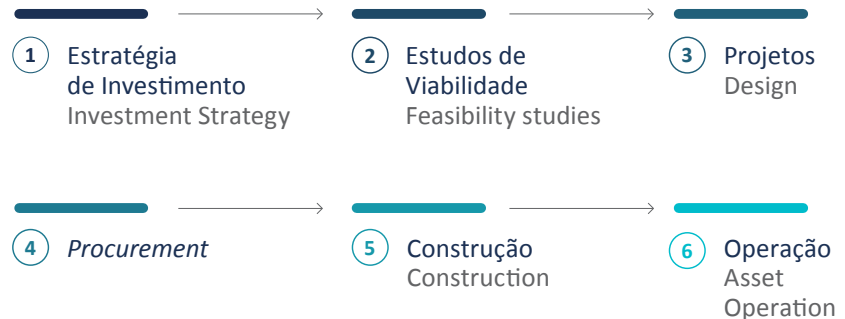 1
Estratégia
de Investimento
Investment Strategy
2
Estudos de
Viabilidade
Feasibility studies
3
Projetos
Design
4
Procurement
5
Construção
Construction
6
Operação
Asset
Operation